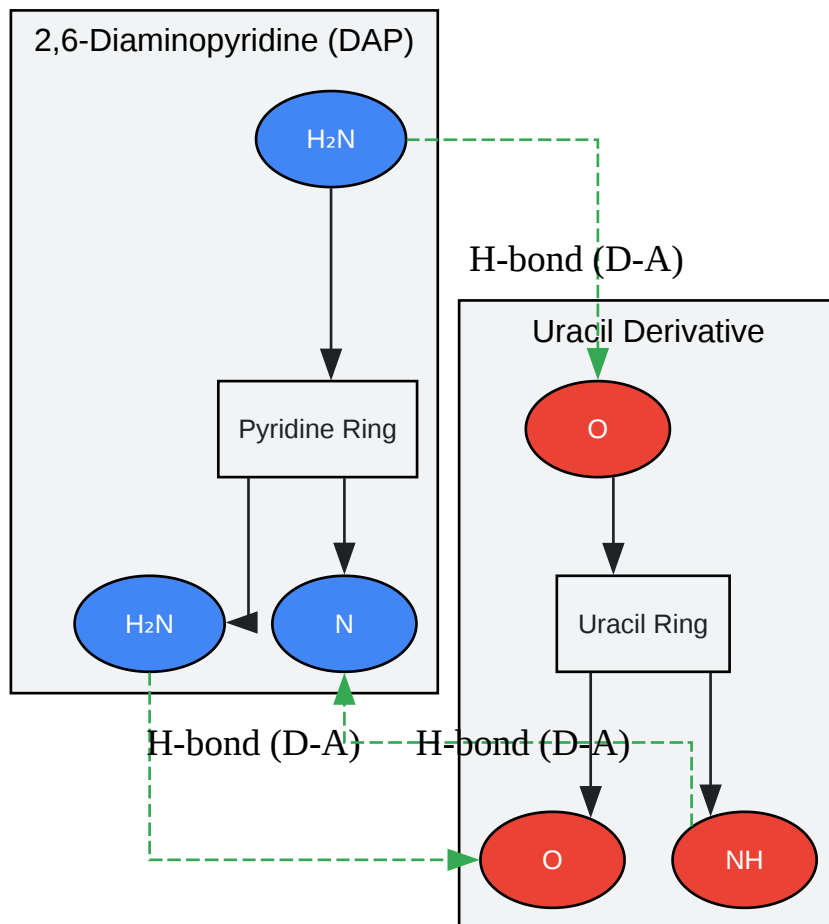 2,6-Diaminopyridine (DAP)
H₂N
H-bond (D-A)
Uracil Derivative
Pyridine Ring
O
H₂N
N
Uracil Ring
H-bond (D-A)
H-bond (D-A)
O
NH